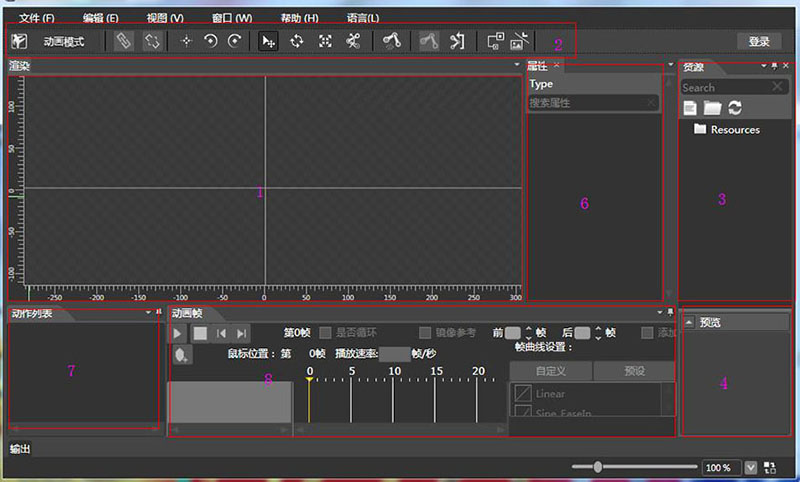 文件 (F) 编辑 (E) 视图 (V) 窗口 (W) 帮助 (H) 语言(L)
动画模式 2 登录
渲染 属性 资源
Type
Search
搜索属性
Resources
100
50
0
-50
-100
1
6
3
-250 -200 -150 -100 -50 0 50 100 150 200 250 300
动作列表 动画帧
预览
第0帧 是否循环 镜像参考 前 帧 后 帧 添加
鼠标位置： 第 0帧 播放速率: 帧/秒 帧曲线设置：
7
8
4
0 5 10 15 20
自定义 预设
Linear
Sine_EaseIn
输出
100 %